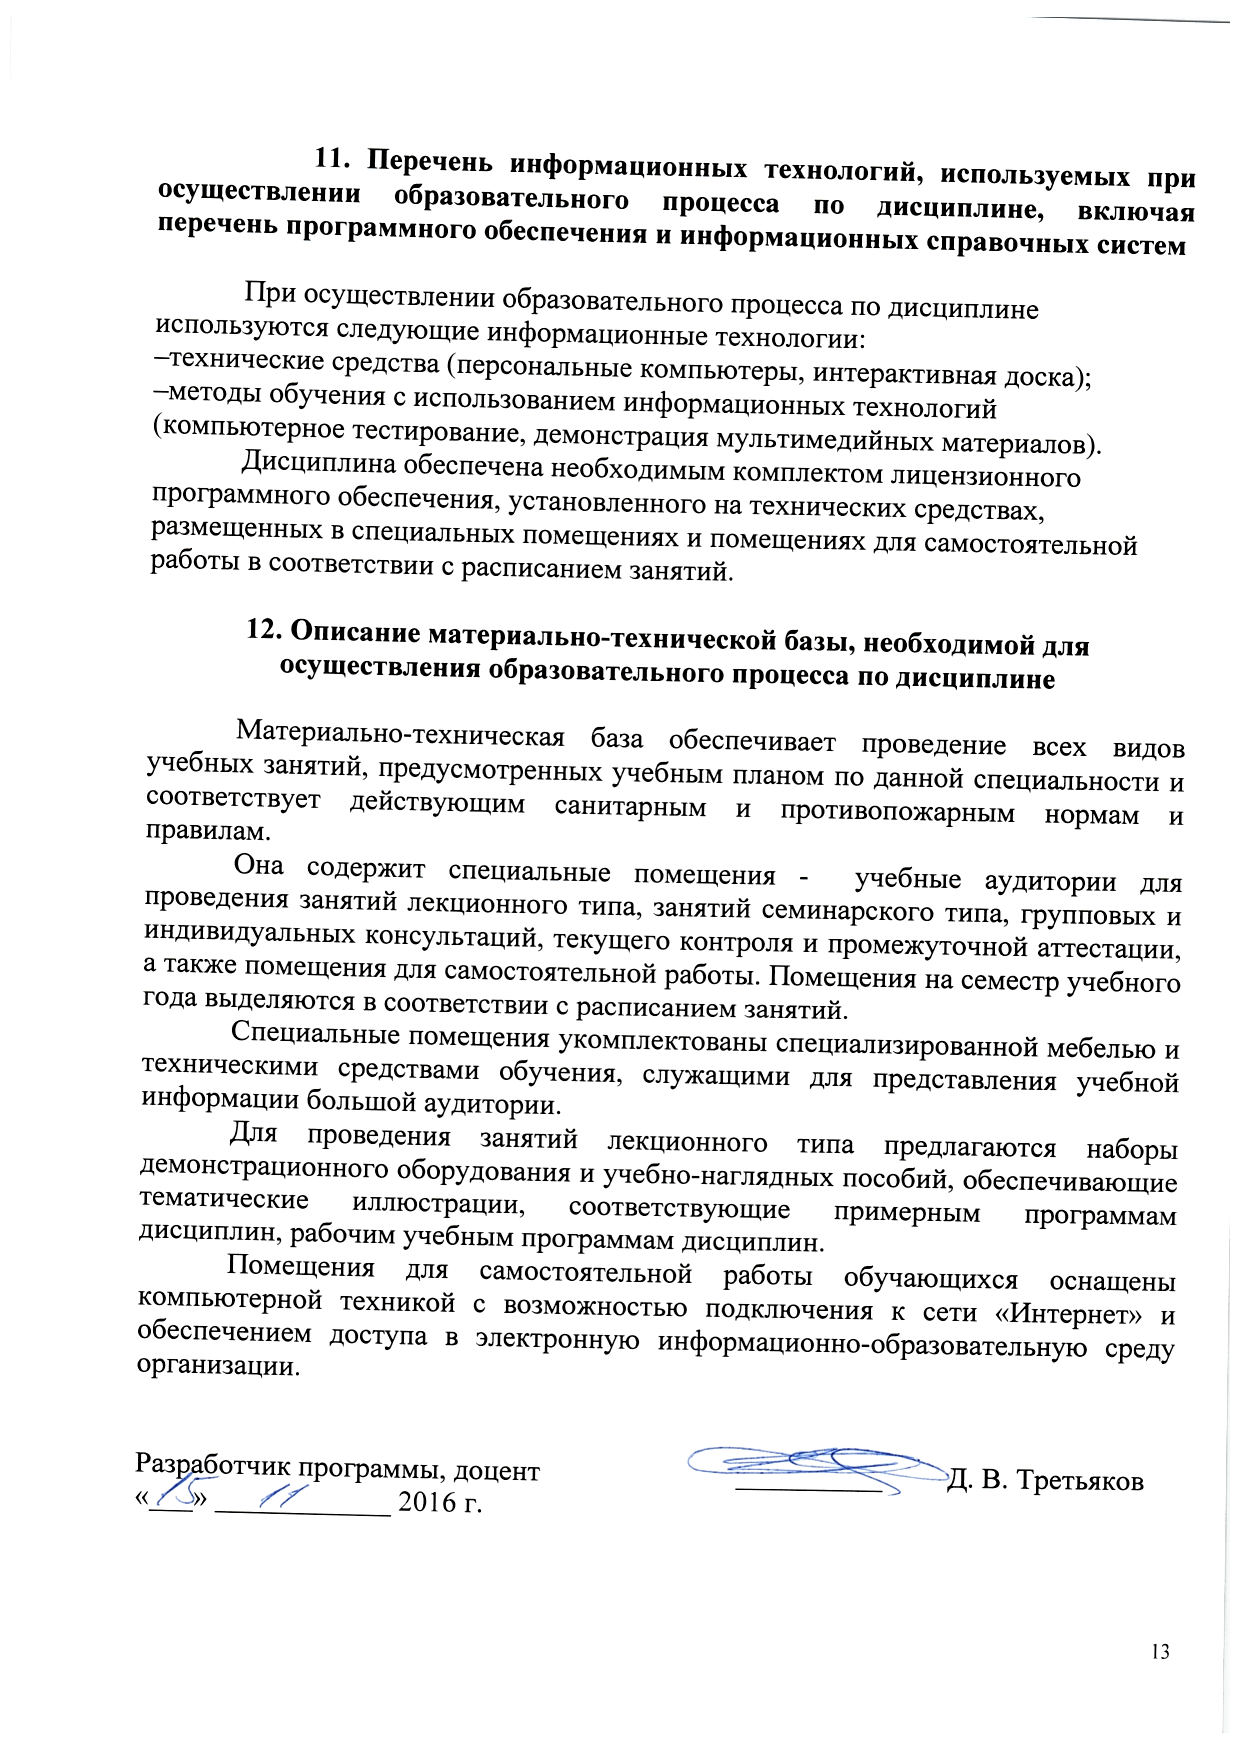 11. Перечень информационных технологий, используемых при
осуществлении образовательного процесса по дисциплине, включая
перечень программного обеспечения и информационных справочных систем
При осуществлении образовательного процесса по дисциплине
используются следующие информационные технологии:
–технические средства (персональные компьютеры, интерактивная доска);
–методы обучения с использованием информационных технологий
(компьютерное тестирование, демонстрация мультимедийных материалов).
Дисциплина обеспечена необходимым комплектом лицензионного
программного обеспечения, установленного на технических средствах,
размещенных в специальных помещениях и помещениях для самостоятельной
работы в соответствии с расписанием занятий.
12. Описание материально-технической базы, необходимой для
осуществления образовательного процесса по дисциплине
Материально-техническая база обеспечивает проведение всех видов
учебных занятий, предусмотренных учебным планом по данной специальности и
соответствует действующим санитарным и противопожарным нормам и
правилам.
Она содержит специальные помещения - учебные аудитории для
проведения занятий лекционного типа, занятий семинарского типа, групповых и
индивидуальных консультаций, текущего контроля и промежуточной аттестации,
а также помещения для самостоятельной работы. Помещения на семестр учебного
года выделяются в соответствии с расписанием занятий.
Специальные помещения укомплектованы специализированной мебелью и
техническими средствами обучения, служащими для представления учебной
информации большой аудитории.
Для проведения занятий лекционного типа предлагаются наборы
демонстрационного оборудования и учебно-наглядных пособий, обеспечивающие
тематические иллюстрации, соответствующие примерным программам
дисциплин, рабочим учебным программам дисциплин.
Помещения для самостоятельной работы обучающихся оснащены
компьютерной техникой с возможностью подключения к сети «Интернет» и
обеспечением доступа в электронную информационно-образовательную среду
организации.
Разработчик программы, доцент __________ Д. В. Третьяков
«15» 11 2016 г.
13